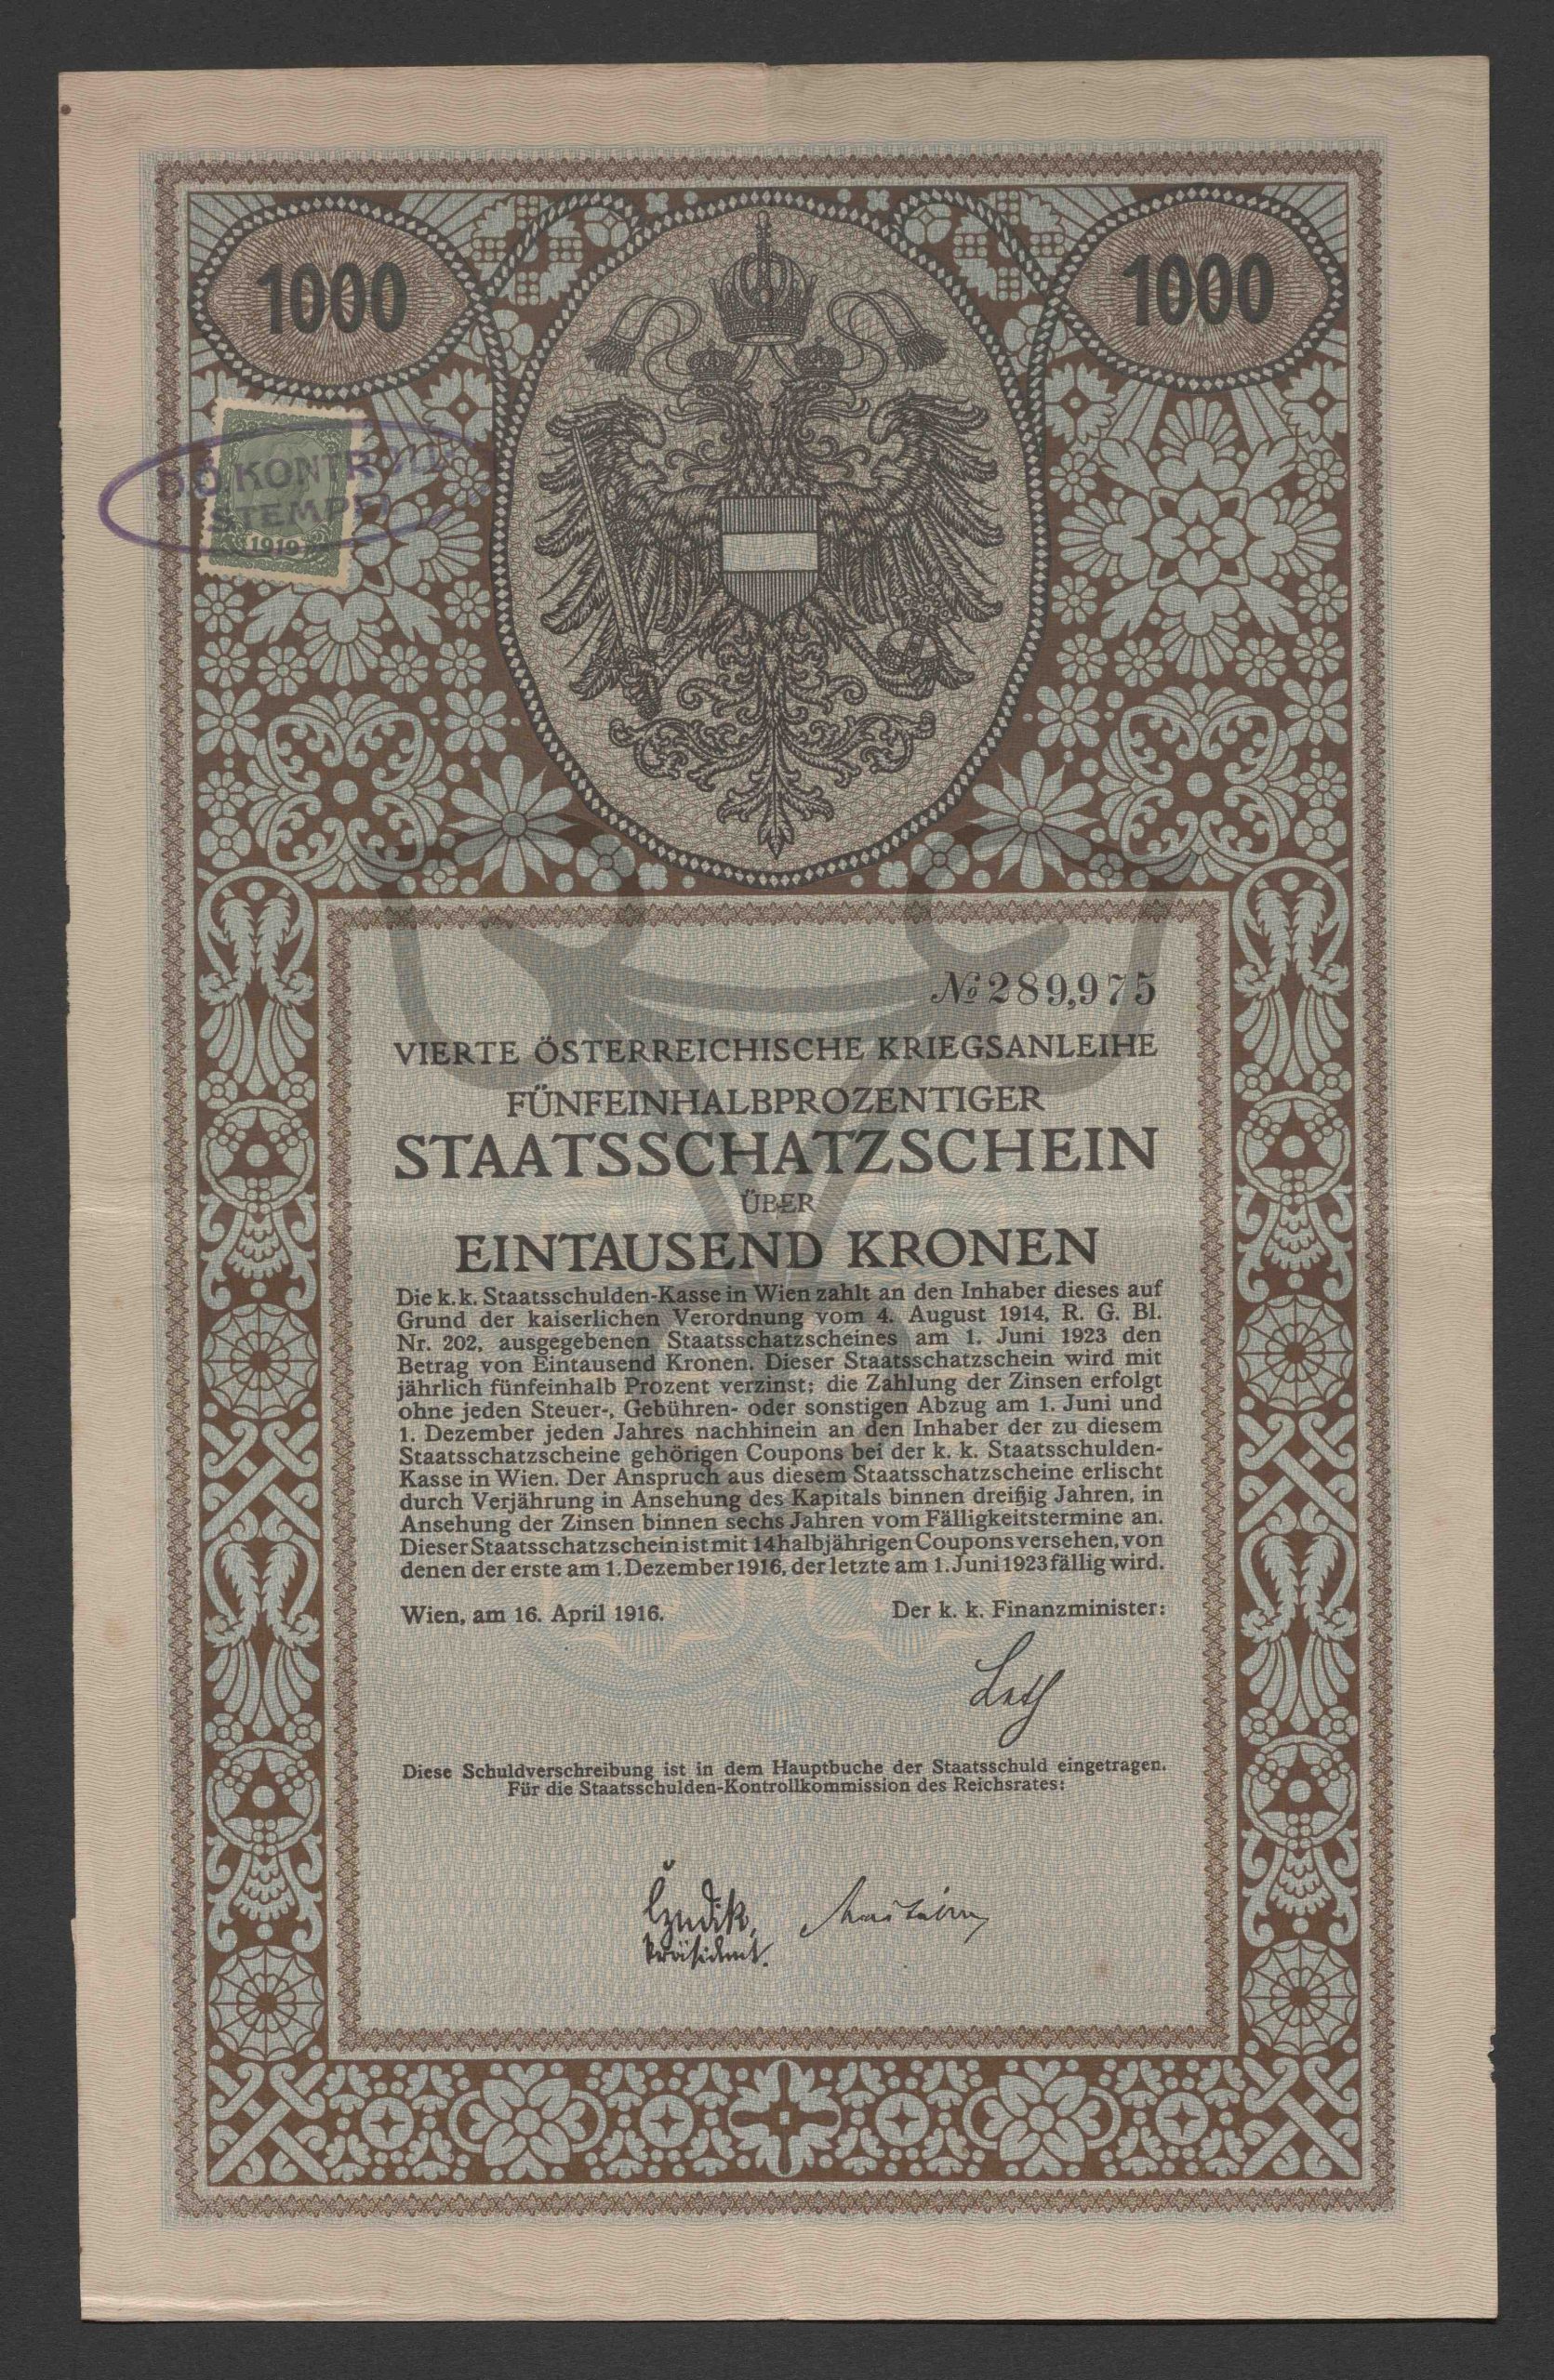 1000
1000
D.Ö KONTROLL
STEMPEL
1919
№ 289,975
VIERTE ÖSTERREICHISCHE KRIEGSANLEIHE
FÜNFEINHALBPROZENTIGER
STAATSSCHATZSCHEIN
ÜBER
EINTAUSEND KRONEN
Die k. k. Staatsschulden-Kasse in Wien zahlt an den Inhaber dieses auf
Grund der kaiserlichen Verordnung vom 4. August 1914, R. G. Bl.
Nr. 202, ausgegebenen Staatsschatzscheines am 1. Juni 1923 den
Betrag von Eintausend Kronen. Dieser Staatsschatzschein wird mit
jährlich fünfeinhalb Prozent verzinst; die Zahlung der Zinsen erfolgt
ohne jeden Steuer-, Gebühren- oder sonstigen Abzug am 1. Juni und
1. Dezember jeden Jahres nachhinein an den Inhaber der zu diesem
Staatsschatzscheine gehörigen Coupons bei der k. k. Staatsschulden-
Kasse in Wien. Der Anspruch aus diesem Staatsschatzscheine erlischt
durch Verjährung in Ansehung des Kapitals binnen dreißig Jahren, in
Ansehung der Zinsen binnen sechs Jahren vom Fälligkeitstermine an.
Dieser Staatsschatzschein ist mit 14 halbjährigen Coupons versehen, von
denen der erste am 1. Dezember 1916, der letzte am 1. Juni 1923 fällig wird.
Wien, am 16. April 1916.
Der k. k. Finanzminister:
Leth
Diese Schuldverschreibung ist in dem Hauptbuche der Staatsschuld eingetragen.
Für die Staatsschulden-Kontrollkommission des Reichsrates:
Präsident.